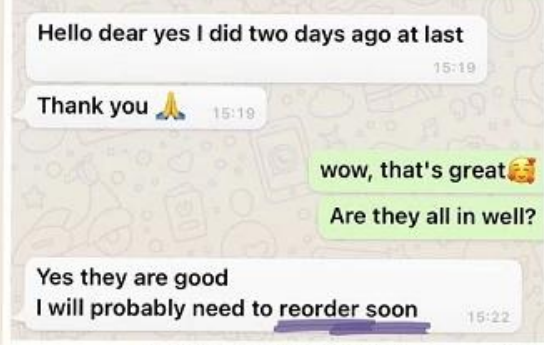 Hello dear yes I did two days ago at last
15:19
Thank you 🙏 15:19
wow, that's great🥰
Are they all in well?
Yes they are good
I will probably need to reorder soon 15:22